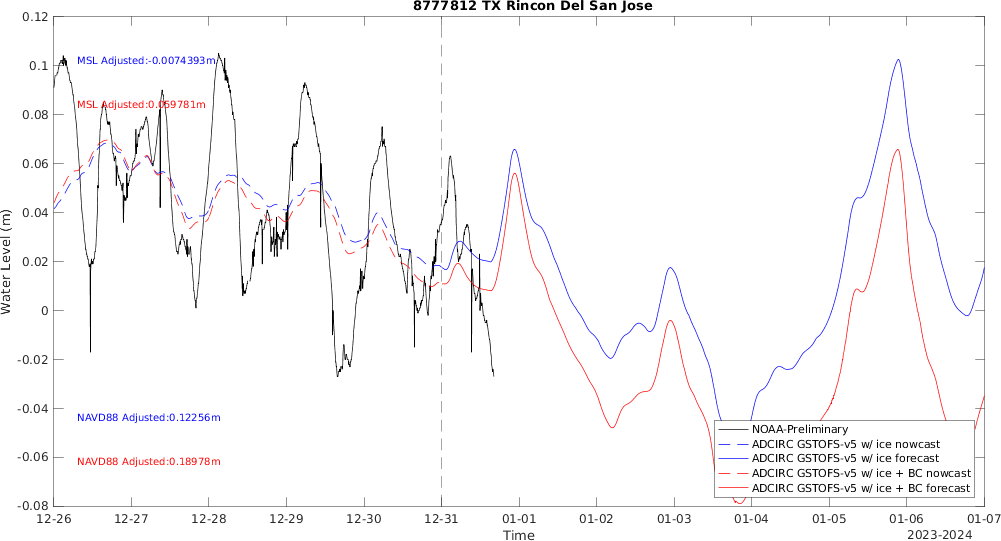 8777812 TX Rincon Del San Jose
0.12
0.1
0.08
0.06
0.04
0.02
0
-0.02
-0.04
-0.06
-0.08
Water Level (m)
MSL Adjusted:-0.0074393m
MSL Adjusted:0.059781m
NAVD88 Adjusted:0.12256m
NAVD88 Adjusted:0.18978m
NOAA-Preliminary
ADCIRC GSTOFS-v5 w/ ice nowcast
ADCIRC GSTOFS-v5 w/ ice forecast
ADCIRC GSTOFS-v5 w/ ice + BC nowcast
ADCIRC GSTOFS-v5 w/ ice + BC forecast
12-26 12-27 12-28 12-29 12-30 12-31 01-01 01-02 01-03 01-04 01-05 01-06 01-07
Time
2023-2024